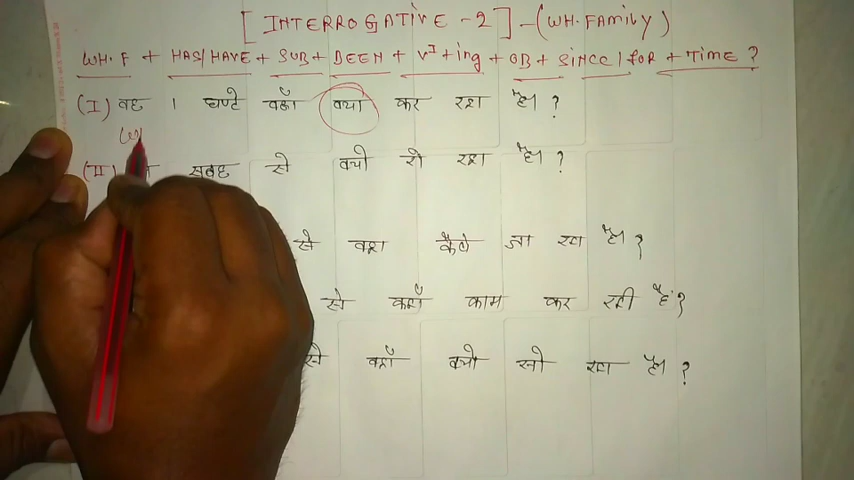 [ INTERROGATIVE - 2 ] - (WH. FAMILY)
WH. F + HAS/HAVE + SUB + BEEN + V¹ + ing + OB + SINCE / for + TIME ?
(I) वह 1 घण्टे वहाँ क्या कर रहा है ?
W
(II) सुबह से क्यो रो रहा है ?
से वहा कैसे जा रहा है ?
से कहाँ काम कर रही है ?
से वहाँ क्यो सो रहा है ?